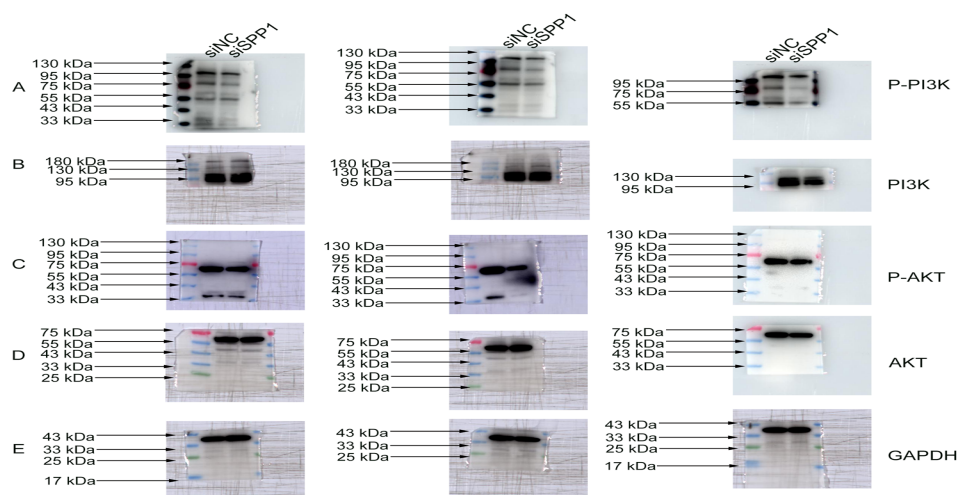 siNC siSPP1 siNC siSPP1 siNC siSPP1
A
130 kDa
95 kDa
75 kDa
55 kDa
43 kDa
33 kDa
130 kDa
95 kDa
75 kDa
55 kDa
43 kDa
33 kDa
95 kDa
75 kDa
55 kDa
P-PI3K
B
180 kDa
130 kDa
95 kDa
180 kDa
130 kDa
95 kDa
130 kDa
95 kDa
PI3K
C
130 kDa
95 kDa
75 kDa
55 kDa
43 kDa
33 kDa
130 kDa
95 kDa
75 kDa
55 kDa
43 kDa
33 kDa
130 kDa
95 kDa
75 kDa
55 kDa
43 kDa
33 kDa
P-AKT
D
75 kDa
55 kDa
43 kDa
33 kDa
25 kDa
75 kDa
55 kDa
43 kDa
33 kDa
25 kDa
75 kDa
55 kDa
43 kDa
33 kDa
AKT
E
43 kDa
33 kDa
25 kDa
17 kDa
43 kDa
33 kDa
25 kDa
43 kDa
33 kDa
25 kDa
17 kDa
GAPDH